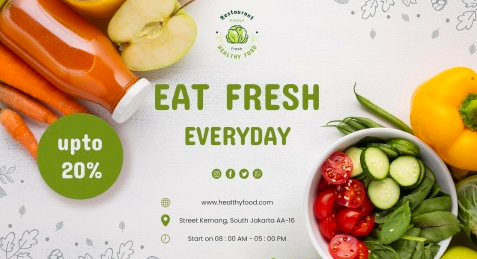 Restaurant
Fresh
HEALTHY FOOD
EAT FRESH
EVERYDAY
upto
20%
www.healthyfood.com
Street Kemang, South Jakarta AA-16
Start on 08 : 00 AM - 05 : 00 PM